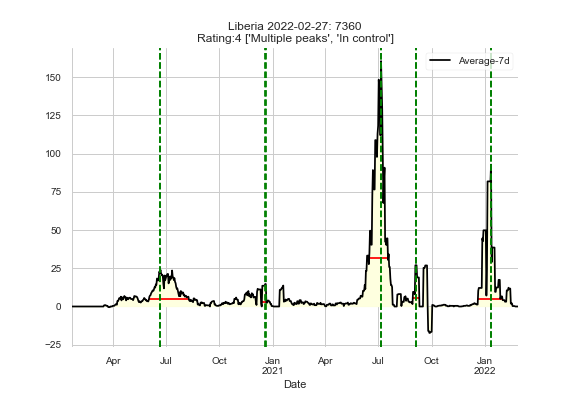 Liberia 2022-02-27: 7360
Rating:4 ['Multiple peaks', 'In control']
Average-7d
150
125
100
75
50
25
0
−25
Apr
Jul
Oct
Jan
2021
Apr
Jul
Oct
Jan
2022
Date